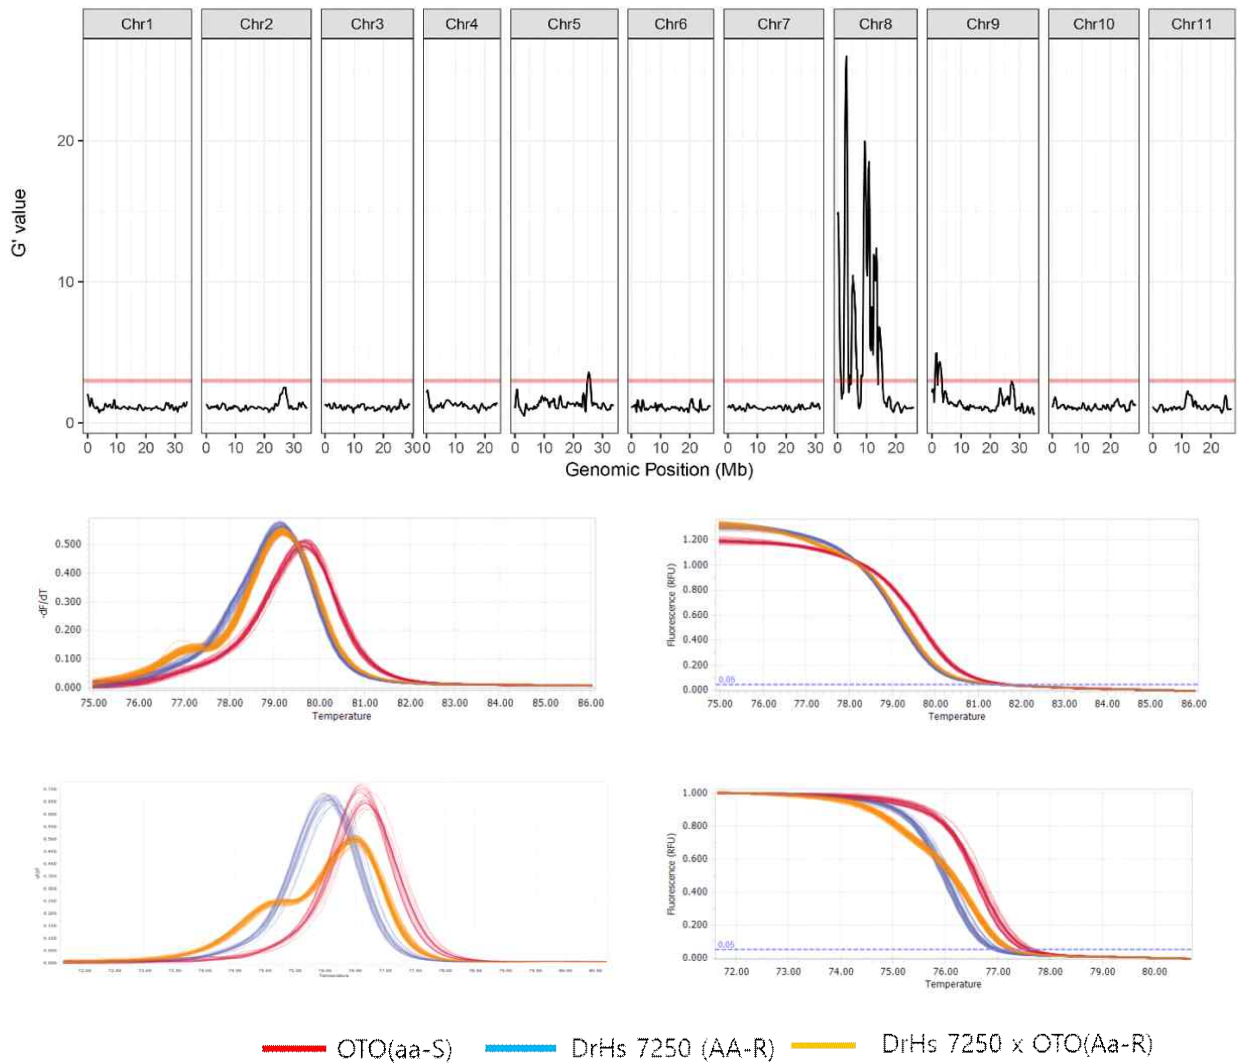 Chr1 Chr2 Chr3 Chr4 Chr5 Chr6 Chr7 Chr8 Chr9 Chr10 Chr11
G' value
20
10
0
0 10 20 30 0 10 20 30 0 10 20 30 0 10 20 0 10 20 30 0 10 20 0 10 20 30 0 10 20 0 10 20 30 0 10 20 0 10 20
Genomic Position (Mb)
-dF/dT
0.500
0.400
0.300
0.200
0.100
0.000
75.00 76.00 77.00 78.00 79.00 80.00 81.00 82.00 83.00 84.00 85.00 86.00
Temperature
Fluorescence (RFU)
1.200
1.000
0.800
0.600
0.400
0.200
0.05
0.000
75.00 76.00 77.00 78.00 79.00 80.00 81.00 82.00 83.00 84.00 85.00 86.00
Temperature
Temperature
Fluorescence (RFU)
1.000
0.800
0.600
0.400
0.200
0.05
0.000
72.00 73.00 74.00 75.00 76.00 77.00 78.00 79.00 80.00
Temperature
OTO(aa-S) DrHs 7250 (AA-R) DrHs 7250 x OTO(Aa-R)